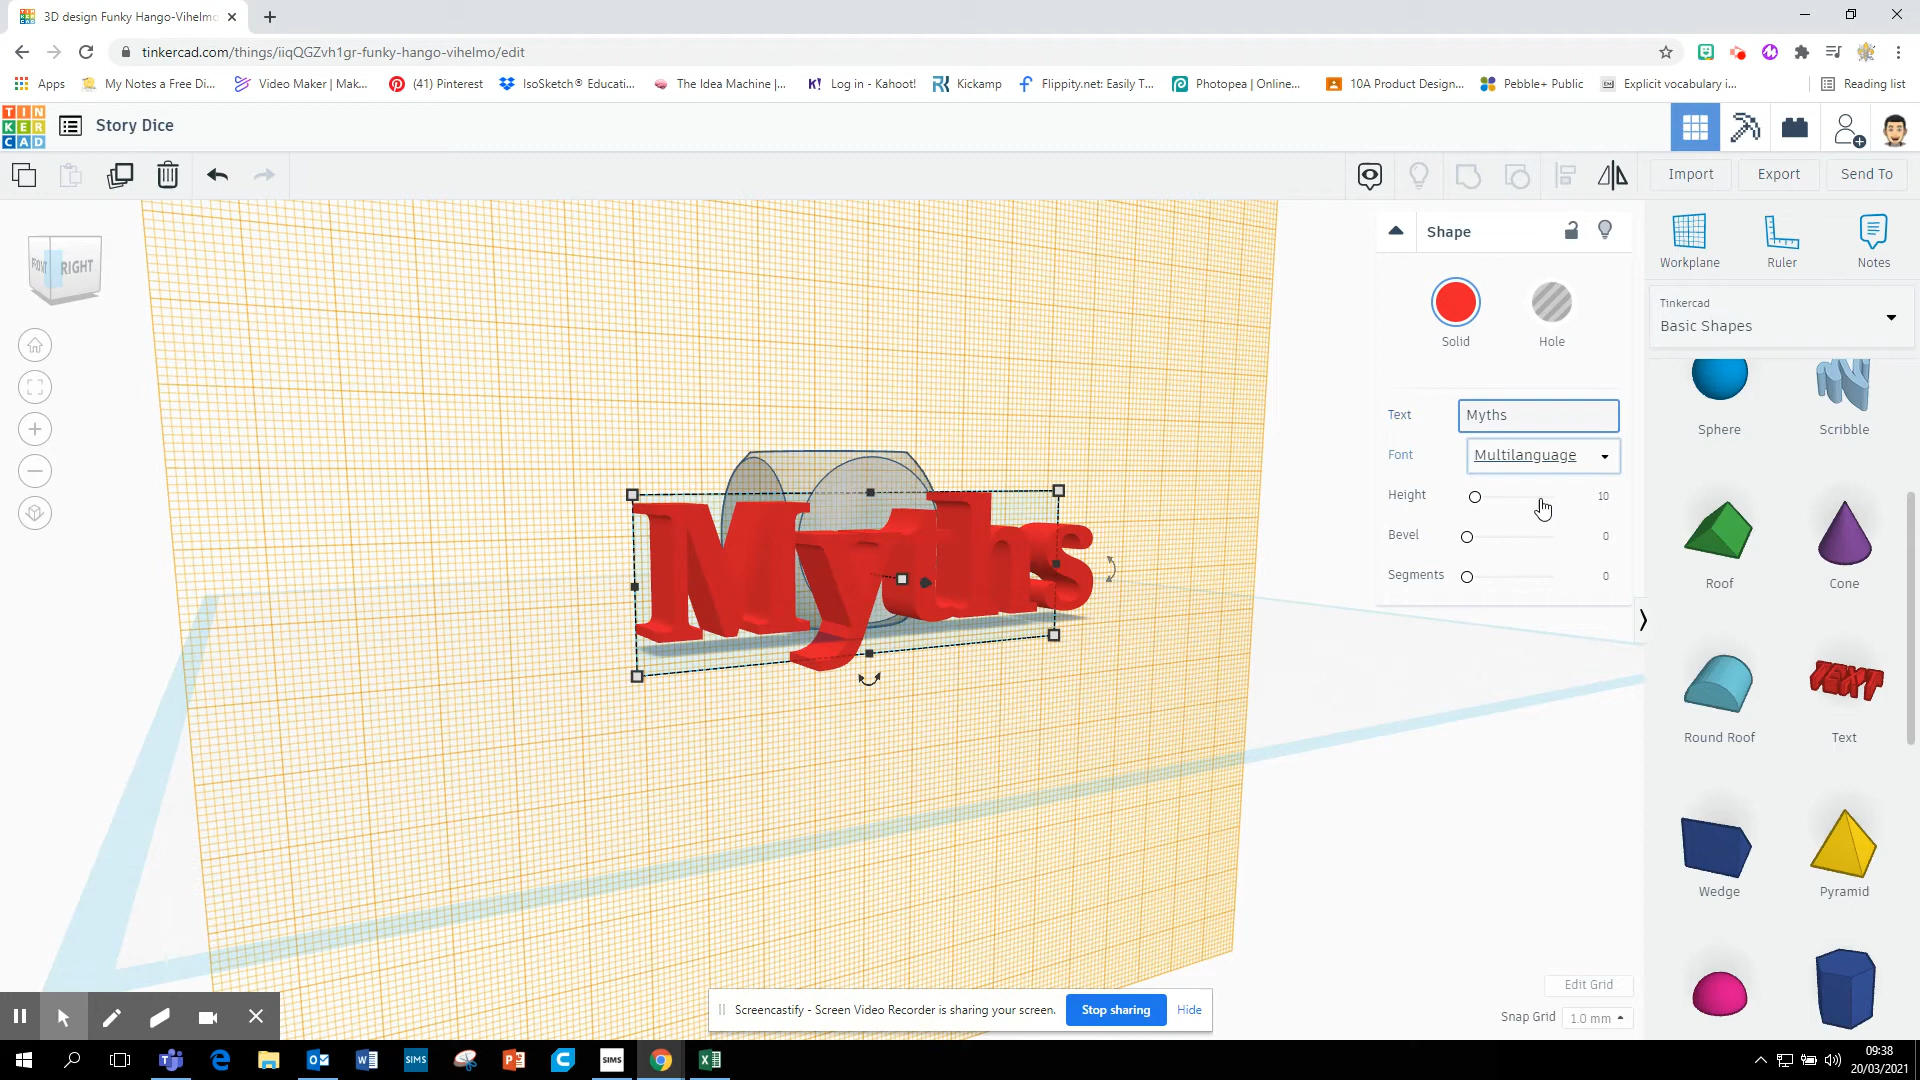 3D design Funky Hango-Vihelmo
tinkercad.com/things/iiqQGZvh1gr-funky-hango-vihelmo/edit
Apps
My Notes a Free Di...
Video Maker | Mak...
(41) Pinterest
IsoSketch® Educati...
The Idea Machine |...
Log in - Kahoot!
Kickamp
Flippity.net: Easily T...
Photopea | Online...
10A Product Design...
Pebble+ Public
Explicit vocabulary i...
Reading list
TINKERCAD
Story Dice
Import
Export
Send To
FRONT
RIGHT
Shape
Solid
Hole
Text
Myths
Font
Multilanguage
Height
10
Bevel
0
Segments
0
Workplane
Ruler
Notes
Tinkercad
Basic Shapes
Sphere
Scribble
Roof
Cone
Round Roof
TEXT
Text
Wedge
Pyramid
Myths
Edit Grid
Snap Grid
1.0 mm
Screencastify - Screen Video Recorder is sharing your screen.
Stop sharing
Hide
SIMS
SIMS
09:38
20/03/2021